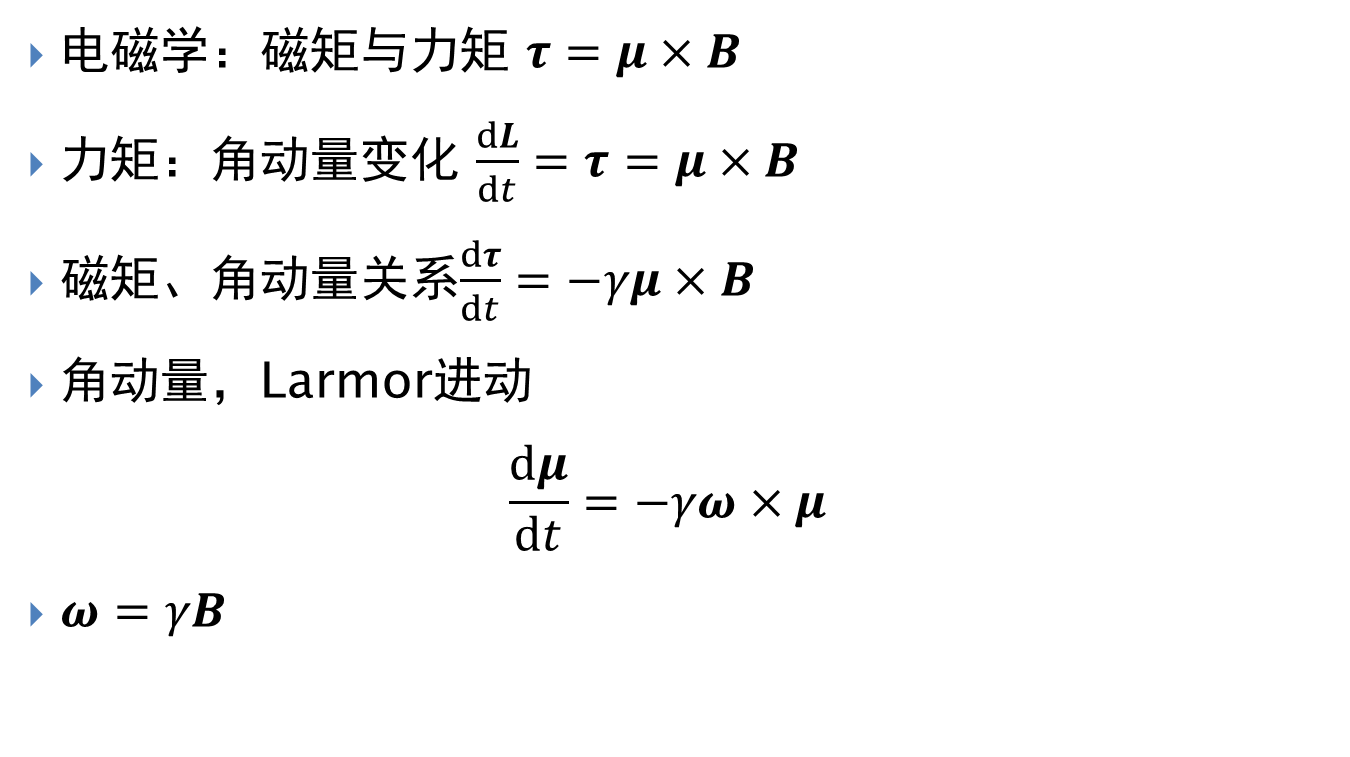 电磁学：磁矩与力矩 τ = μ × B
力矩：角动量变化 dL/dt = τ = μ × B
磁矩、角动量关系 dτ/dt = −γμ × B
角动量，Larmor进动
dμ/dt = −γω × μ
ω = γB